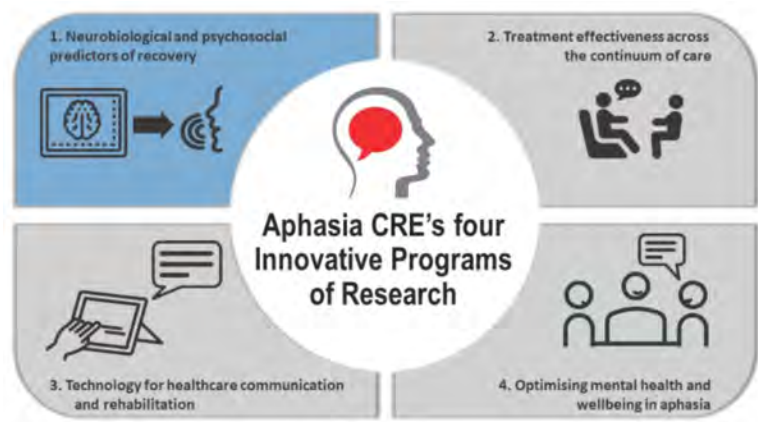 1. Neurobiological and psychosocial
predictors of recovery
2. Treatment effectiveness across
the continuum of care
Aphasia CRE’s four
Innovative Programs
of Research
3. Technology for healthcare communication
and rehabilitation
4. Optimising mental health and
wellbeing in aphasia